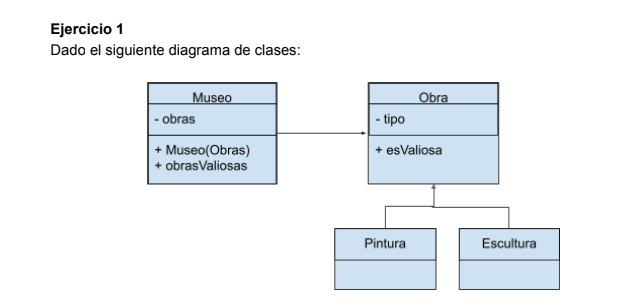 Ejercicio 1
Dado el siguiente diagrama de clases:
Museo
- obras
+ Museo(Obras)
+ obrasValiosas
Obra
- tipo
+ esValiosa
Pintura
Escultura